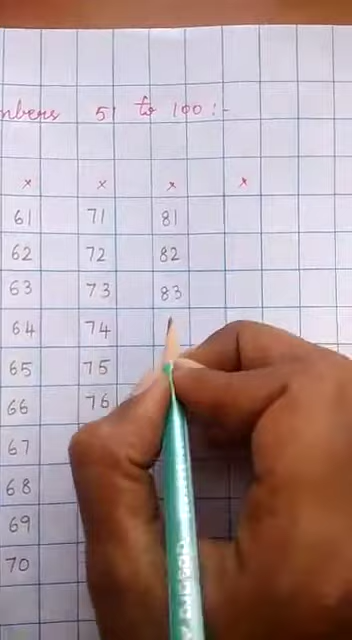 51 to 100:-
x x x x
61 71 81
62 72 82
63 73 83
64 74
65 75
66 76
67
68
69
70